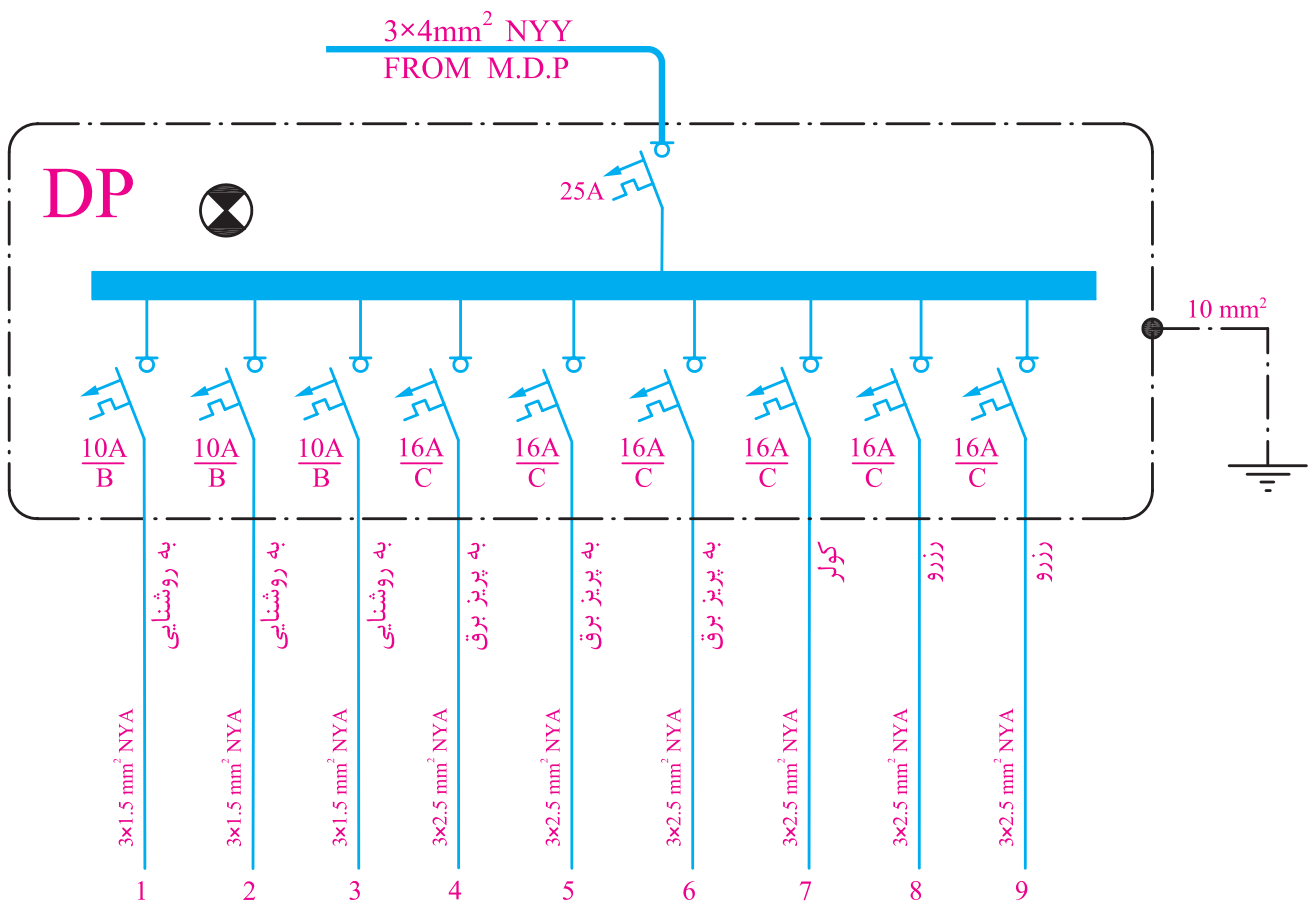 3×4mm² NYY
FROM M.D.P
DP
25A
10 mm²
10A
B
10A
B
10A
B
16A
C
16A
C
16A
C
16A
C
16A
C
16A
C
به روشنایی
به روشنایی
به روشنایی
به پریز برق
به پریز برق
به پریز برق
کولر
رزرو
رزرو
3×1.5 mm² NYA
3×1.5 mm² NYA
3×1.5 mm² NYA
3×2.5 mm² NYA
3×2.5 mm² NYA
3×2.5 mm² NYA
3×2.5 mm² NYA
3×2.5 mm² NYA
3×2.5 mm² NYA
1 2 3 4 5 6 7 8 9